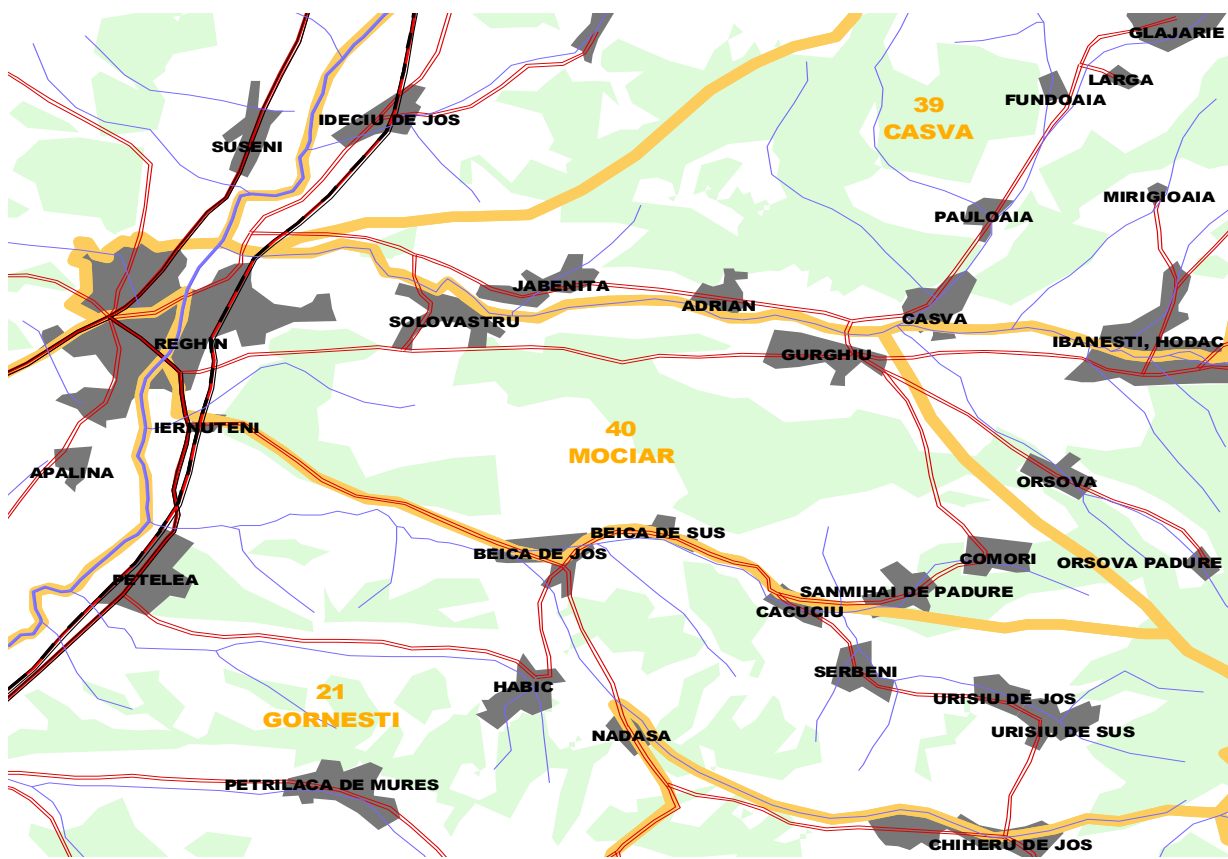 GLAJARIE
LARGA
FUNDOAIA
39
CASVA
IDECIU DE JOS
SUSENI
MIRIGIOAIA
PAULOAIA
JABENITA
ADRIAN
SOLOVASTRU
CASVA
REGHIN
GURGHIU
IBANESTI, HODAC
IERNUTENI
40
MOCIAR
APALINA
ORSOVA
BEICA DE SUS
BEICA DE JOS
COMORI
ORSOVA PADURE
PETELEA
SANMIHAI DE PADURE
CACUCIU
SERBENI
HABIC
21
GORNESTI
URISIU DE JOS
URISIU DE SUS
NADASA
PETRILACA DE MURES
CHIHERU DE JOS